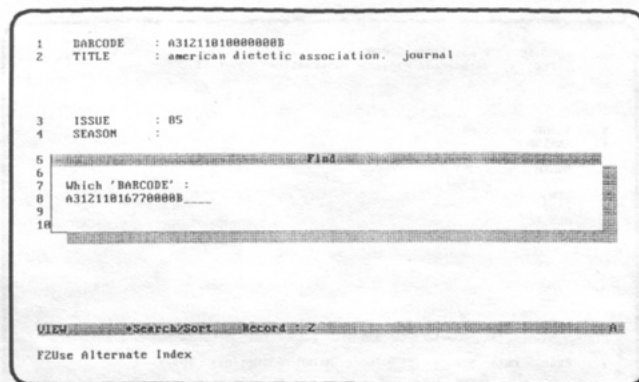 1 BARCODE : A31211010000000B
2 TITLE : american dietetic association. journal
3 ISSUE : 85
4 SEASON :
5 Find
6
7 Which 'BARCODE' :
8 A31211016770000B____
9
10
VIEW *Search/Sort Record : 2 A
F2Use Alternate Index